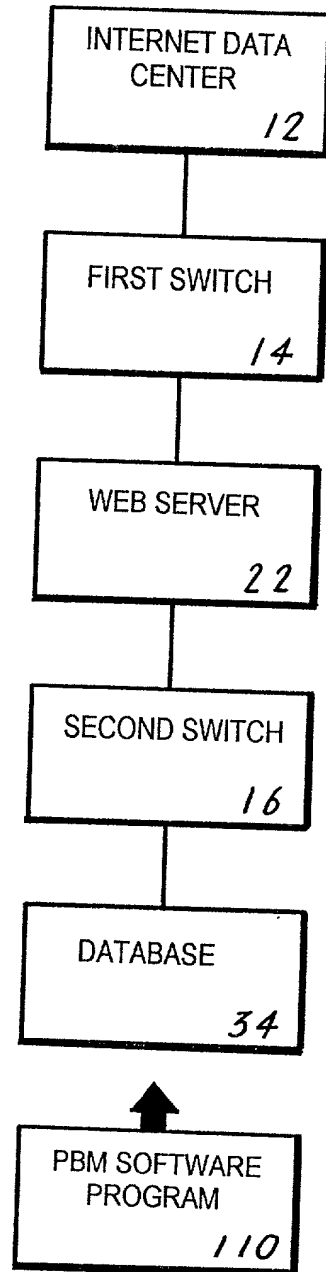 INTERNET DATA
CENTER
12
FIRST SWITCH
14
WEB SERVER
22
SECOND SWITCH
16
DATABASE
34
PBM SOFTWARE
PROGRAM
110